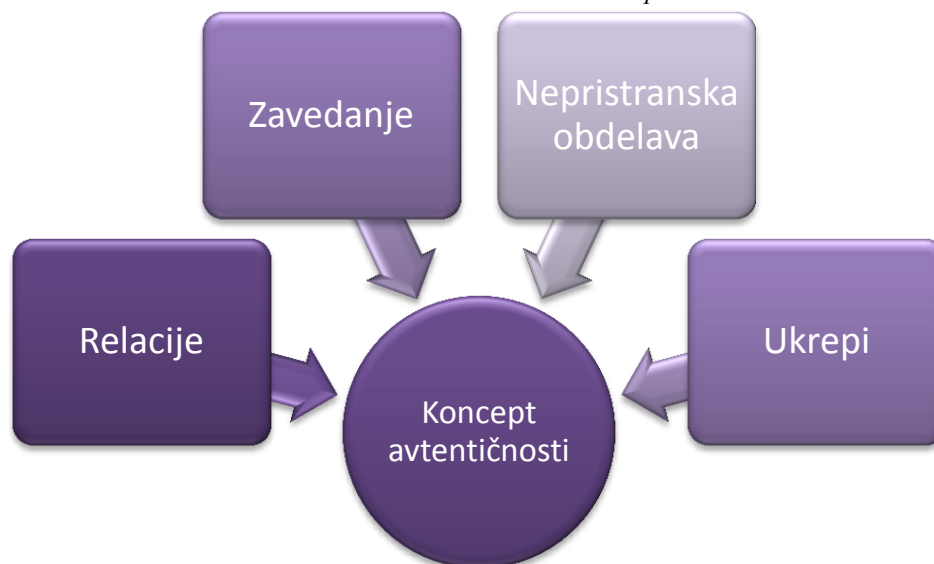 Zavedanje
Nepristranska
obdelava
Relacije
Ukrepi
Koncept
avtentičnosti